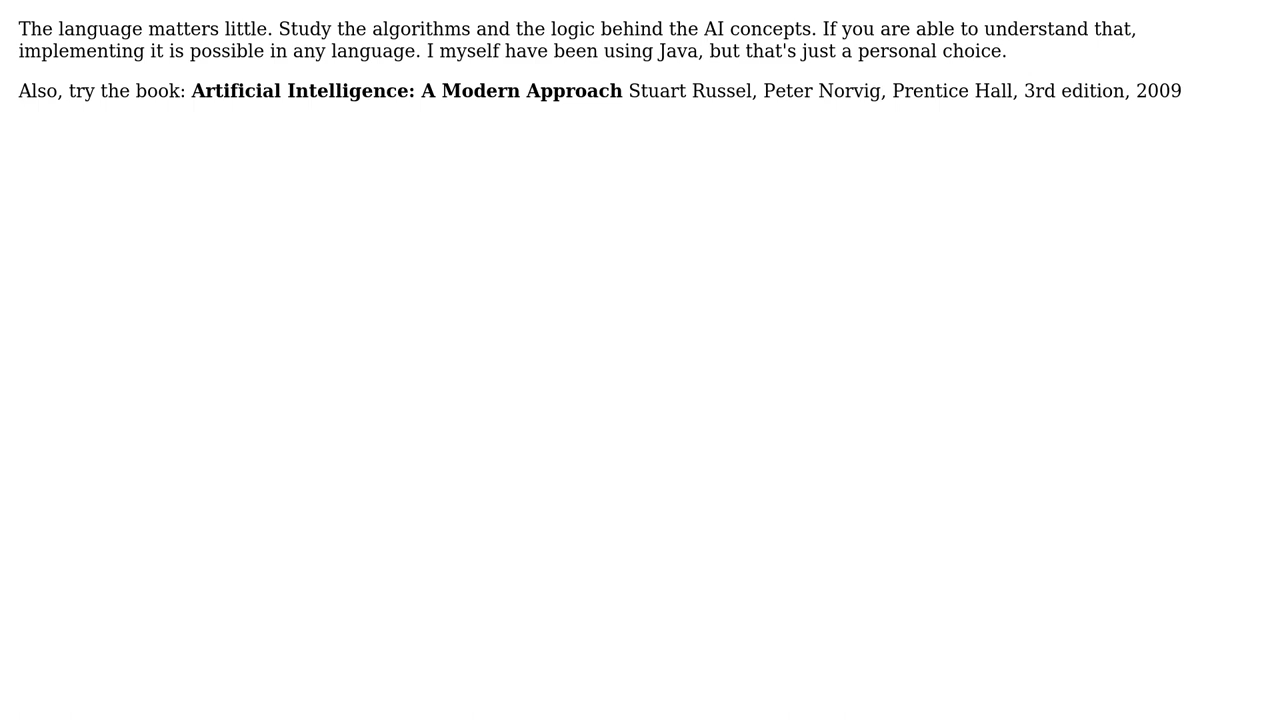 The language matters little. Study the algorithms and the logic behind the AI concepts. If you are able to understand that,
implementing it is possible in any language. I myself have been using Java, but that's just a personal choice.
Also, try the book: Artificial Intelligence: A Modern Approach Stuart Russel, Peter Norvig, Prentice Hall, 3rd edition, 2009